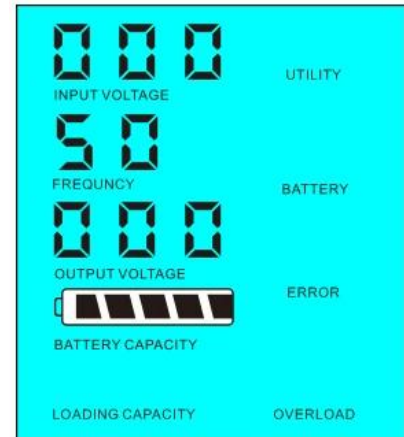 000
UTILITY
INPUT VOLTAGE
50
FREQUNCY
BATTERY
000
OUTPUT VOLTAGE
ERROR
BATTERY CAPACITY
LOADING CAPACITY
OVERLOAD